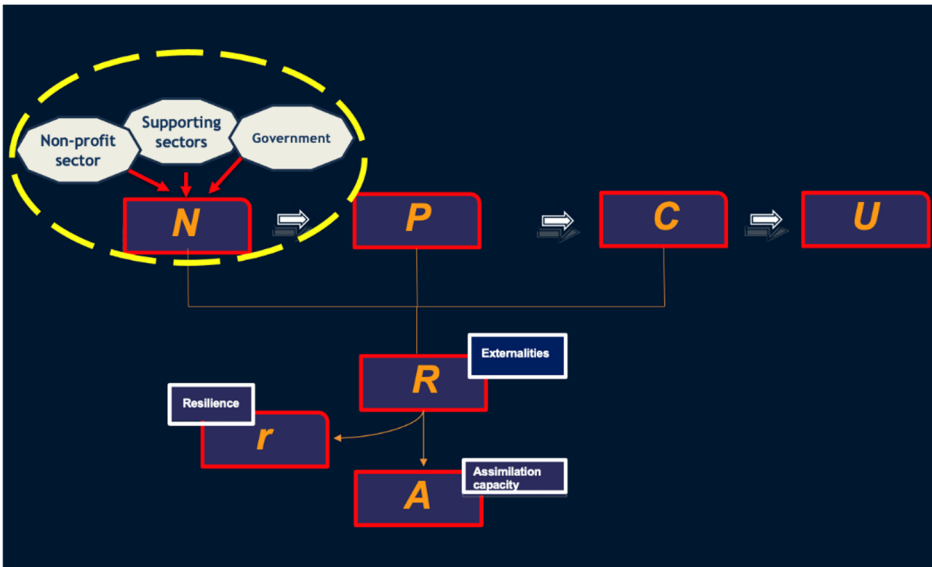 Supporting
sectors
Non-profit
sector
Government
N
P
C
U
Externalities
R
Resilience
r
Assimilation
capacity
A